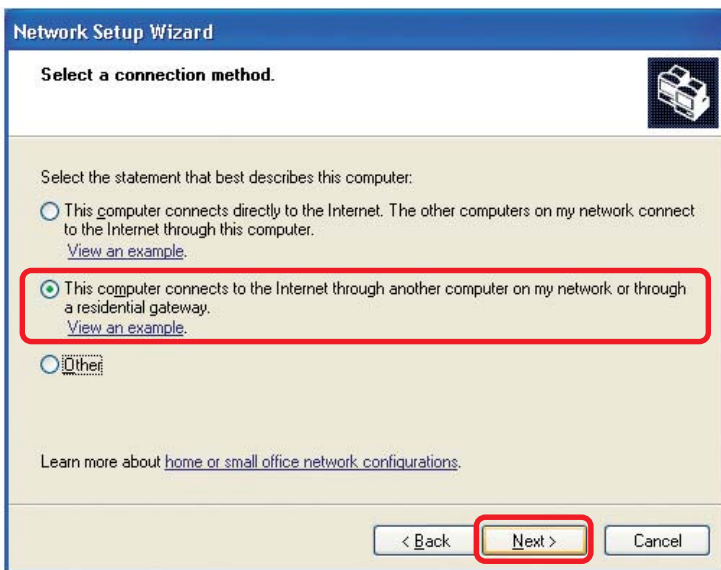 Network Setup Wizard
Select a connection method.
Select the statement that best describes this computer:
This computer connects directly to the Internet. The other computers on my network connect
to the Internet through this computer.
View an example.
This computer connects to the Internet through another computer on my network or through
a residential gateway.
View an example.
Other
Learn more about home or small office network configurations.
< Back Next > Cancel